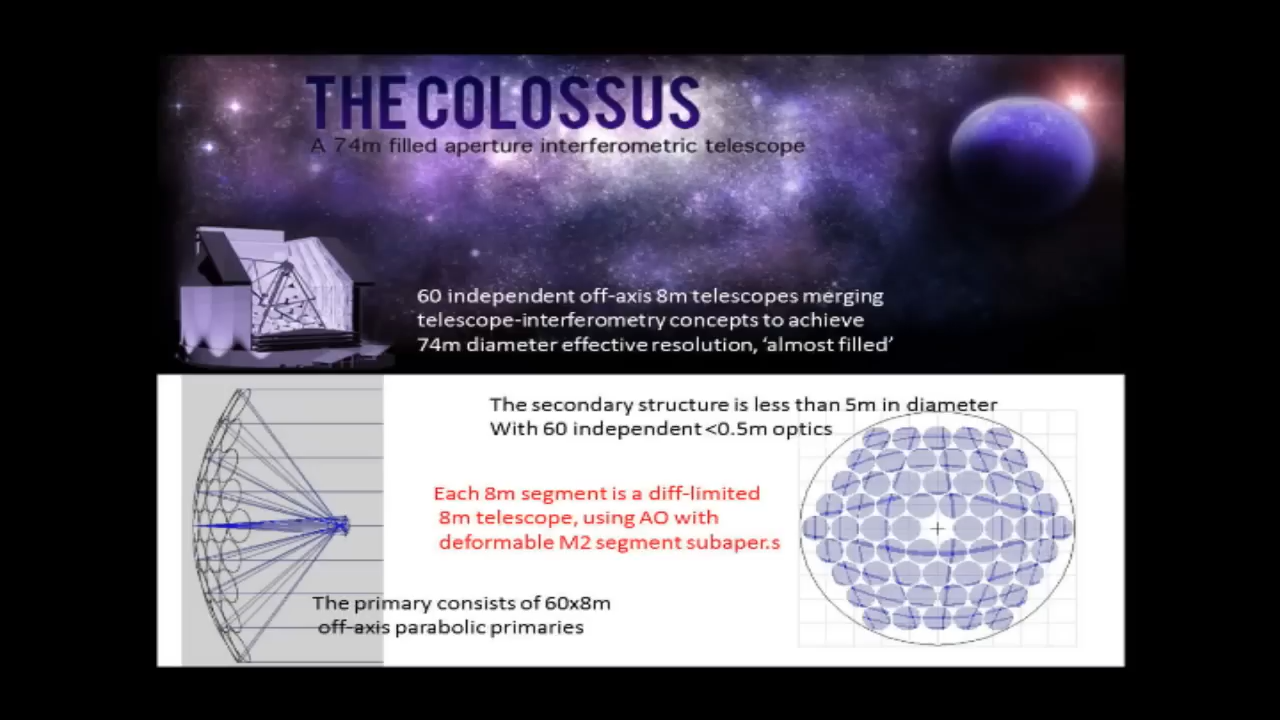 THE COLOSSUS
A 74m filled aperture interferometric telescope
60 independent off-axis 8m telescopes merging
telescope-interferometry concepts to achieve
74m diameter effective resolution, ‘almost filled’
The secondary structure is less than 5m in diameter
With 60 independent <0.5m optics
Each 8m segment is a diff-limited
8m telescope, using AO with
deformable M2 segment subaper.s
The primary consists of 60x8m
off-axis parabolic primaries